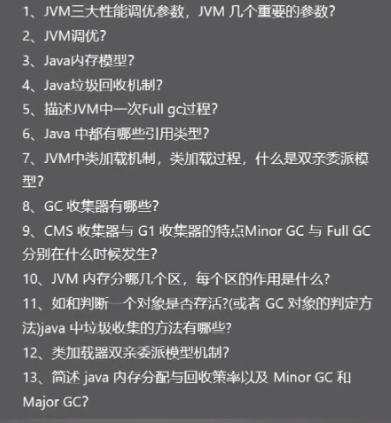 1、JVM三大性能调优参数，JVM 几个重要的参数?
2、JVM调优?
3、Java内存模型?
4、Java垃圾回收机制?
5、描述JVM中一次Full gc过程?
6、Java 中都有哪些引用类型?
7、JVM中类加载机制，类加载过程，什么是双亲委派模
型?
8、GC 收集器有哪些?
9、CMS 收集器与 G1 收集器的特点Minor GC 与 Full GC
分别在什么时候发生?
10、JVM 内存分哪几个区，每个区的作用是什么?
11、如和判断一个对象是否存活?(或者 GC 对象的判定方
法)java 中垃圾收集的方法有哪些?
12、类加载器双亲委派模型机制?
13、简述 java 内存分配与回收策率以及 Minor GC 和
Major GC?